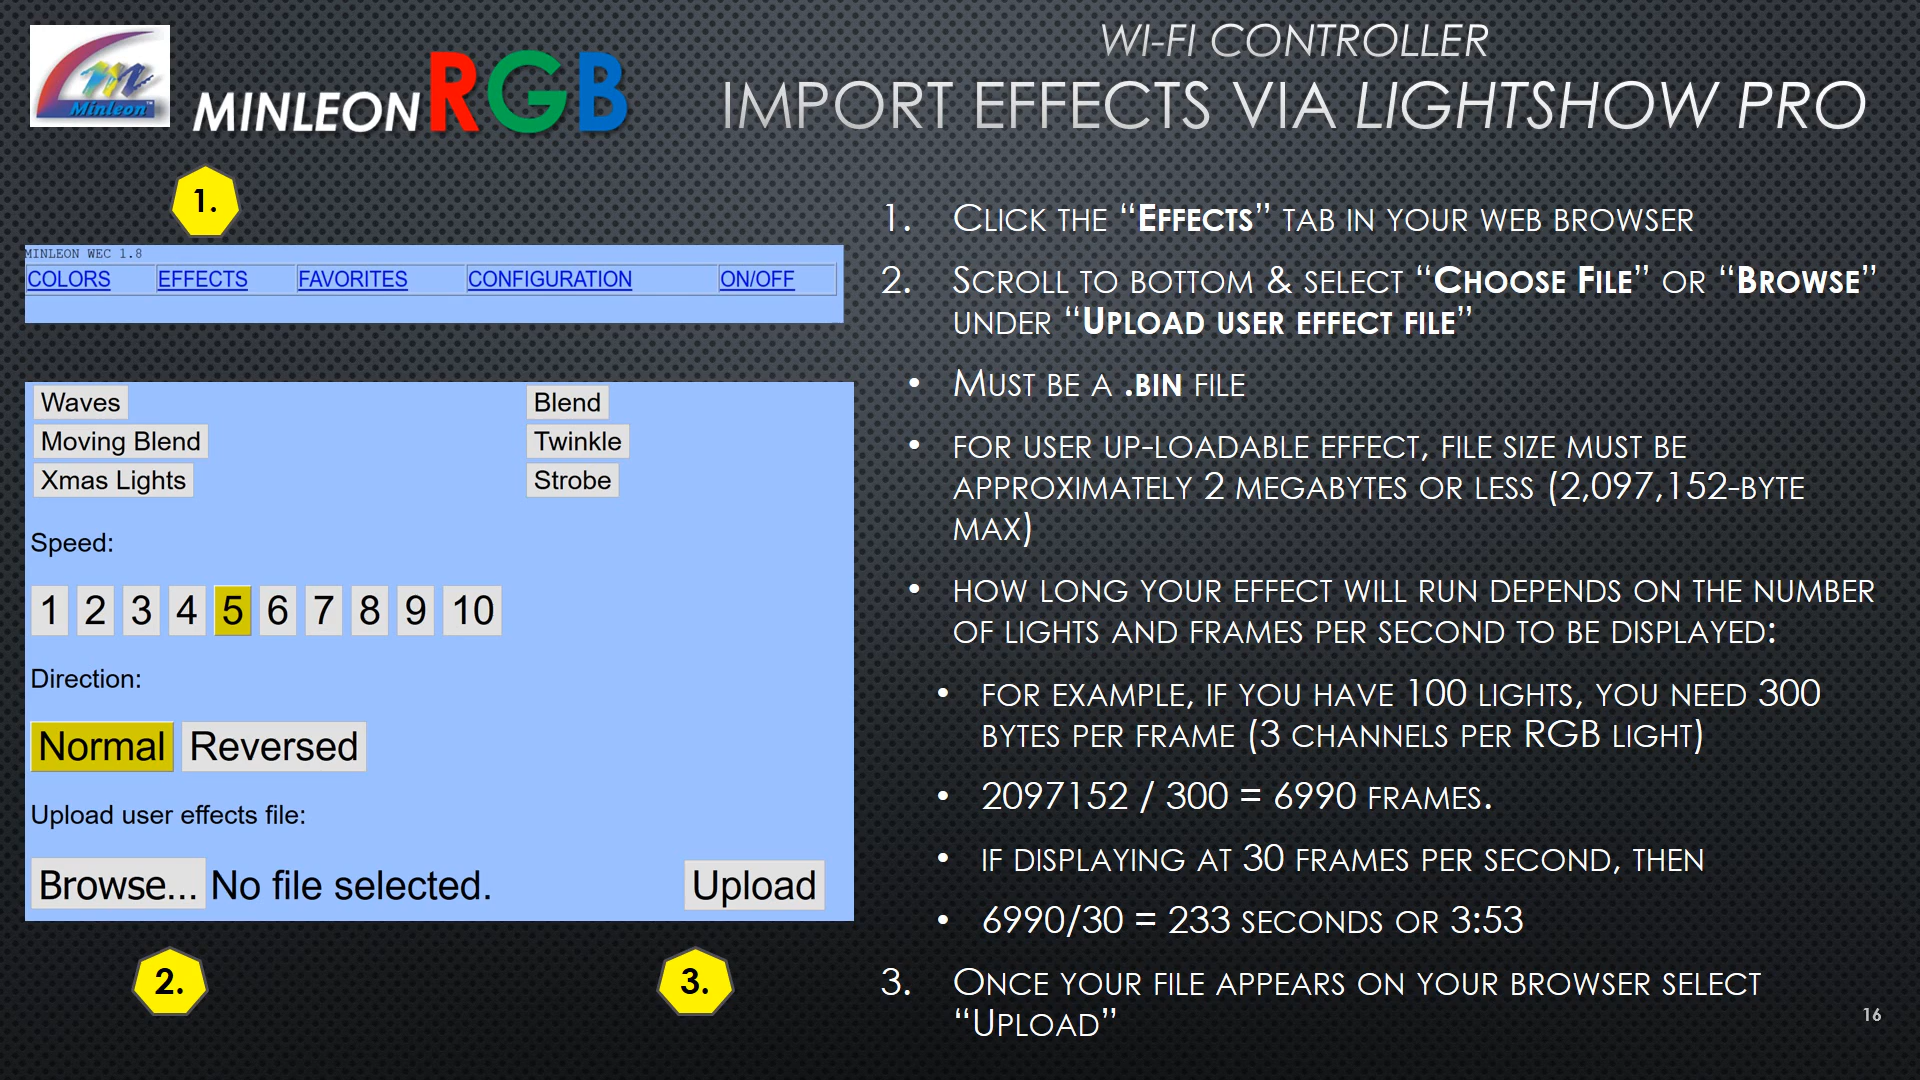 Minleon™
MINLEON RGB
WI-FI CONTROLLER
IMPORT EFFECTS VIA LIGHTSHOW PRO
1.
MINLEON WEC 1.8
COLORS EFFECTS FAVORITES CONFIGURATION ON/OFF
Waves Blend
Moving Blend Twinkle
Xmas Lights Strobe
Speed:
1 2 3 4 5 6 7 8 9 10
Direction:
Normal Reversed
Upload user effects file:
Browse... No file selected. Upload
2. 3.
1. CLICK THE “EFFECTS” TAB IN YOUR WEB BROWSER
2. SCROLL TO BOTTOM & SELECT “CHOOSE FILE” OR “BROWSE”
UNDER “UPLOAD USER EFFECT FILE”
• MUST BE A .BIN FILE
• FOR USER UP-LOADABLE EFFECT, FILE SIZE MUST BE
APPROXIMATELY 2 MEGABYTES OR LESS (2,097,152-BYTE
MAX)
• HOW LONG YOUR EFFECT WILL RUN DEPENDS ON THE NUMBER
OF LIGHTS AND FRAMES PER SECOND TO BE DISPLAYED:
• FOR EXAMPLE, IF YOU HAVE 100 LIGHTS, YOU NEED 300
BYTES PER FRAME (3 CHANNELS PER RGB LIGHT)
• 2097152 / 300 = 6990 FRAMES.
• IF DISPLAYING AT 30 FRAMES PER SECOND, THEN
• 6990/30 = 233 SECONDS OR 3:53
3. ONCE YOUR FILE APPEARS ON YOUR BROWSER SELECT
“UPLOAD”
16